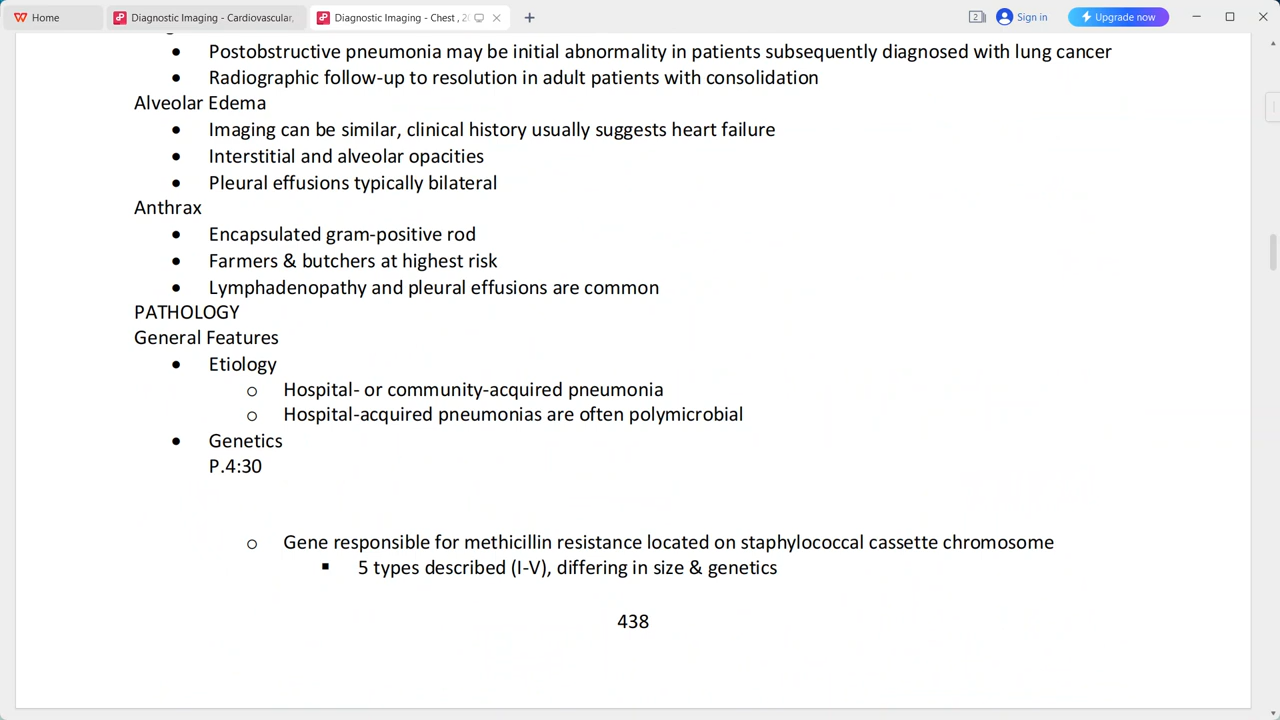 Home
Diagnostic Imaging - Cardiovascular,
Diagnostic Imaging - Chest , 2
2
Sign in
Upgrade now
• Postobstructive pneumonia may be initial abnormality in patients subsequently diagnosed with lung cancer
• Radiographic follow-up to resolution in adult patients with consolidation
Alveolar Edema
• Imaging can be similar, clinical history usually suggests heart failure
• Interstitial and alveolar opacities
• Pleural effusions typically bilateral
Anthrax
• Encapsulated gram-positive rod
• Farmers & butchers at highest risk
• Lymphadenopathy and pleural effusions are common
PATHOLOGY
General Features
• Etiology
o Hospital- or community-acquired pneumonia
o Hospital-acquired pneumonias are often polymicrobial
• Genetics
P.4:30
o Gene responsible for methicillin resistance located on staphylococcal cassette chromosome
▪ 5 types described (I-V), differing in size & genetics
438